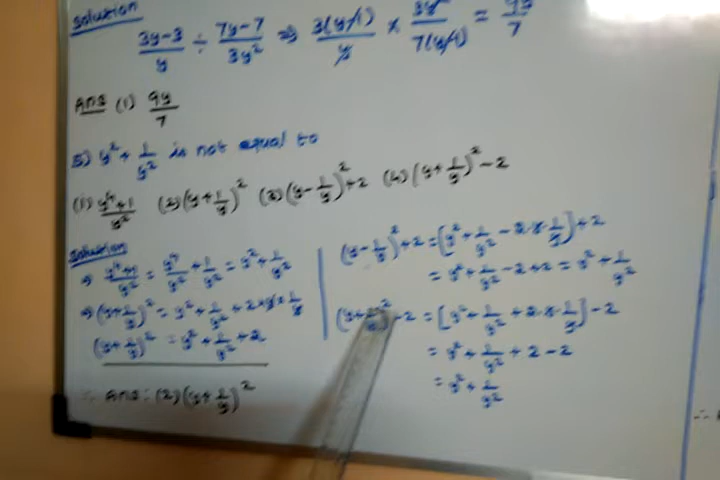 Solution
3y-3/y ÷ 7y-7/3y² ⇒ 3(y-1)/y × 3y²/7(y-1) = 9y/7
Ans (1) 9y/7
5) y² + 1/y² is not equal to
(1) y⁴+1/y² (2) (y+1/y)² (3) (y-1/y)²+2 (4) (y+1/y)²-2
Solution
⇒ y⁴+1/y² = y⁴/y² + 1/y² = y² + 1/y²
⇒ (y+1/y)² = y² + 1/y² + 2×y×1/y
(y+1/y)² = y² + 1/y² + 2
∴ Ans: (2) (y+1/y)²
(y-1/y)²+2 = [y² + 1/y² - 2×y×1/y]+2
= y² + 1/y² - 2+2 = y² + 1/y²
(y+1/y)²-2 = [y² + 1/y² + 2×y×1/y]-2
= y² + 1/y² + 2-2
= y² + 1/y²